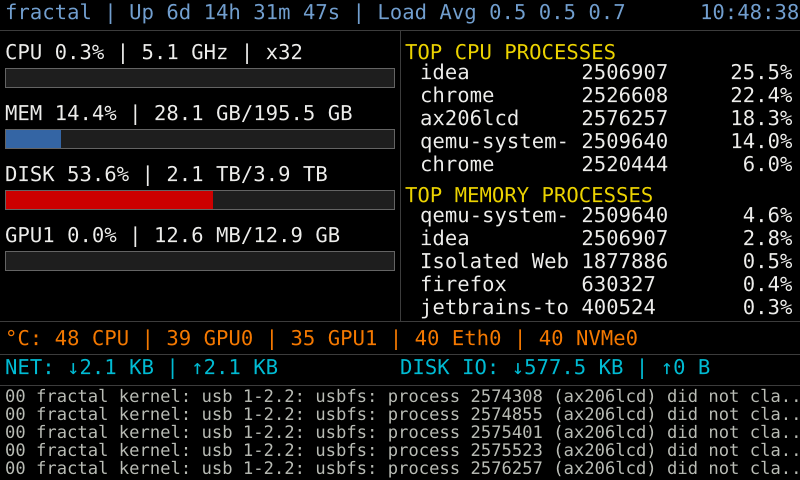 fractal | Up 6d 14h 31m 47s | Load Avg 0.5 0.5 0.7 10:48:38
CPU 0.3% | 5.1 GHz | x32
MEM 14.4% | 28.1 GB/195.5 GB
DISK 53.6% | 2.1 TB/3.9 TB
GPU1 0.0% | 12.6 MB/12.9 GB
TOP CPU PROCESSES
idea 2506907 25.5%
chrome 2526608 22.4%
ax206lcd 2576257 18.3%
qemu-system- 2509640 14.0%
chrome 2520444 6.0%
TOP MEMORY PROCESSES
qemu-system- 2509640 4.6%
idea 2506907 2.8%
Isolated Web 1877886 0.5%
firefox 630327 0.4%
jetbrains-to 400524 0.3%
°C: 48 CPU | 39 GPU0 | 35 GPU1 | 40 Eth0 | 40 NVMe0
NET: ↓2.1 KB | ↑2.1 KB DISK IO: ↓577.5 KB | ↑0 B
00 fractal kernel: usb 1-2.2: usbfs: process 2574308 (ax206lcd) did not cla..
00 fractal kernel: usb 1-2.2: usbfs: process 2574855 (ax206lcd) did not cla..
00 fractal kernel: usb 1-2.2: usbfs: process 2575401 (ax206lcd) did not cla..
00 fractal kernel: usb 1-2.2: usbfs: process 2575523 (ax206lcd) did not cla..
00 fractal kernel: usb 1-2.2: usbfs: process 2576257 (ax206lcd) did not cla..